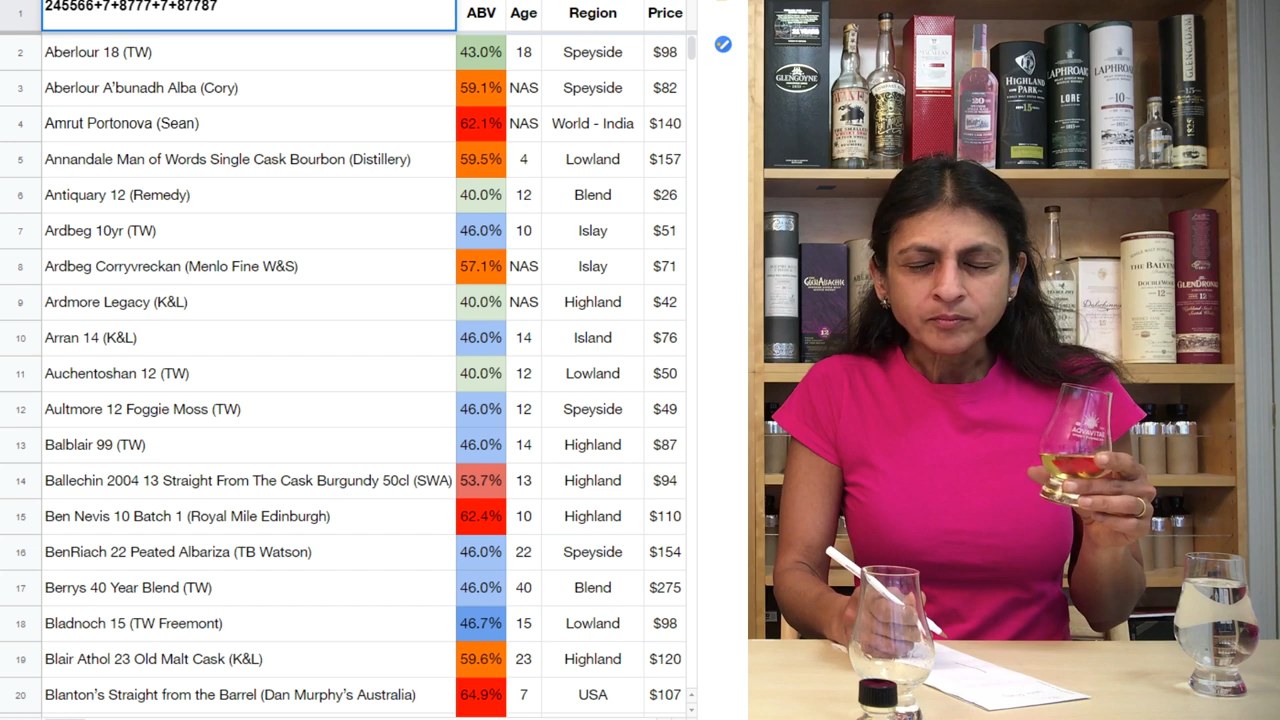 245566+7+8777+7+87787 ABV Age Region Price
1
Aberlour 18 (TW) 43.0% 18 Speyside $98
3 Aberlour A'bunadh Alba (Cory) 59.1% NAS Speyside $82
Amrut Portonova (Sean) 62.1% NAS World - India $140
5 Annandale Man of Words Single Cask Bourbon (Distillery) 59.5% 4 Lowland $157
6 Antiquary 12 (Remedy) 40.0% 12 Blend $26
7 Ardbeg 10yr (TW) 46.0% 10 Islay $51
8 Ardbeg Corryvreckan (Menlo Fine W&S) 57.1% NAS Islay $71
9 Ardmore Legacy (K&L) 40.0% NAS Highland $42
10 Arran 14 (K&L) 46.0% 14 Island $76
11 Auchentoshan 12 (TW) 40.0% 12 Lowland $50
12 Aultmore 12 Foggie Moss (TW) 46.0% 12 Speyside $49
13 Balblair 99 (TW) 46.0% 14 Highland $87
14 Ballechin 2004 13 Straight From The Cask Burgundy 50cl (SWA) 53.7% 13 Highland $94
15 Ben Nevis 10 Batch 1 (Royal Mile Edinburgh) 62.4% 10 Highland $110
16 BenRiach 22 Peated Albariza (TB Watson) 46.0% 22 Speyside $154
17 Berrys 40 Year Blend (TW) 46.0% 40 Blend $275
18 Bladnoch 15 (TW Freemont) 46.7% 15 Lowland $98
19 Blair Athol 23 Old Malt Cask (K&L) 59.6% 23 Highland $120
20 Blanton's Straight from the Barrel (Dan Murphy's Australia) 64.9% 7 USA $107
GLENGOYNE
HIGHLAND
PARK
15
LAPHROAIG
LORE
LAPHROAIG
10
GLENCADAM
15
GLENALLACHIE
12
Dalwhinnie
THE BALVENIE
DOUBLEWOOD
12
GLENDRONACH
12
AQVAVITAE